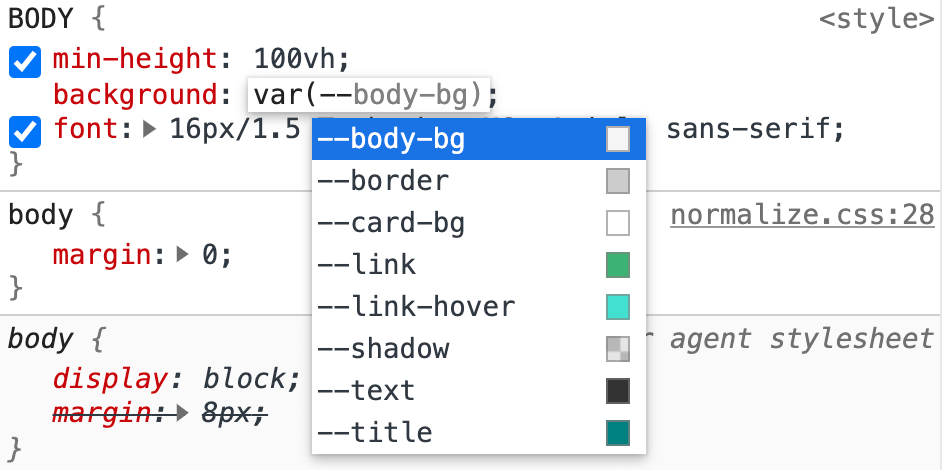 BODY { <style>
min-height: 100vh;
background: var(--body-bg);
font: 16px/1.5 sans-serif;
--body-bg
}
--border
body { normalize.css:28
--card-bg
margin: 0;
--link
}
--link-hover
body { agent stylesheet
--shadow
display: block;
--text
margin: 8px;
--title
}